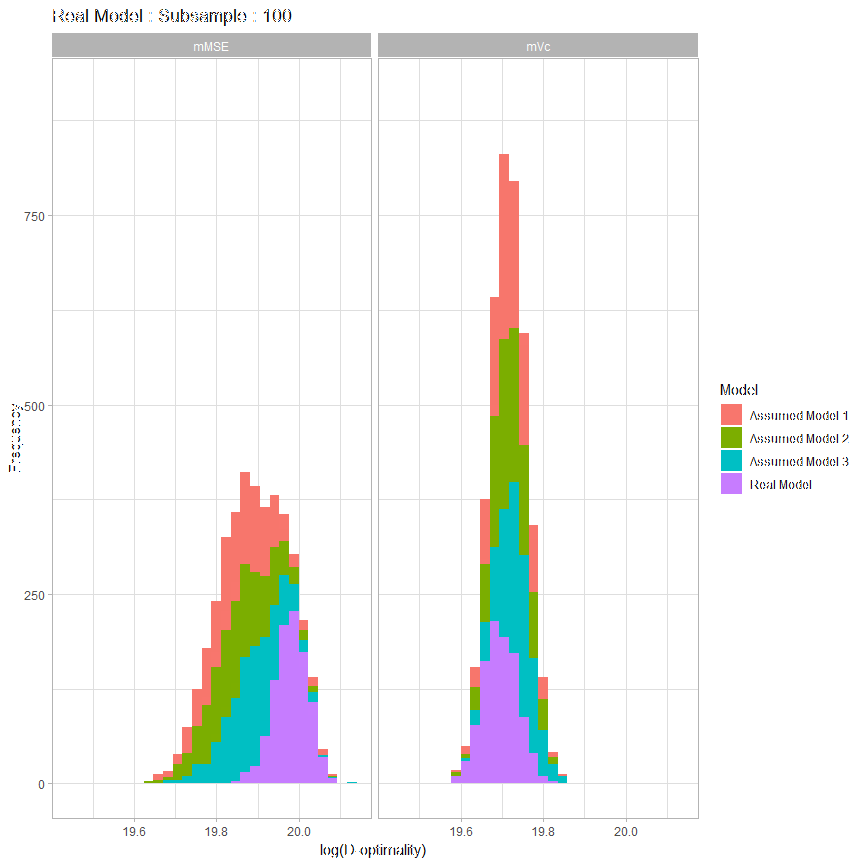 Real Model : Subsample : 100
mMSE mVc
750
500
250
0
Frequency
19.6 19.8 20.0 19.6 19.8 20.0
log(D-optimality)
Model
Assumed Model 1
Assumed Model 2
Assumed Model 3
Real Model